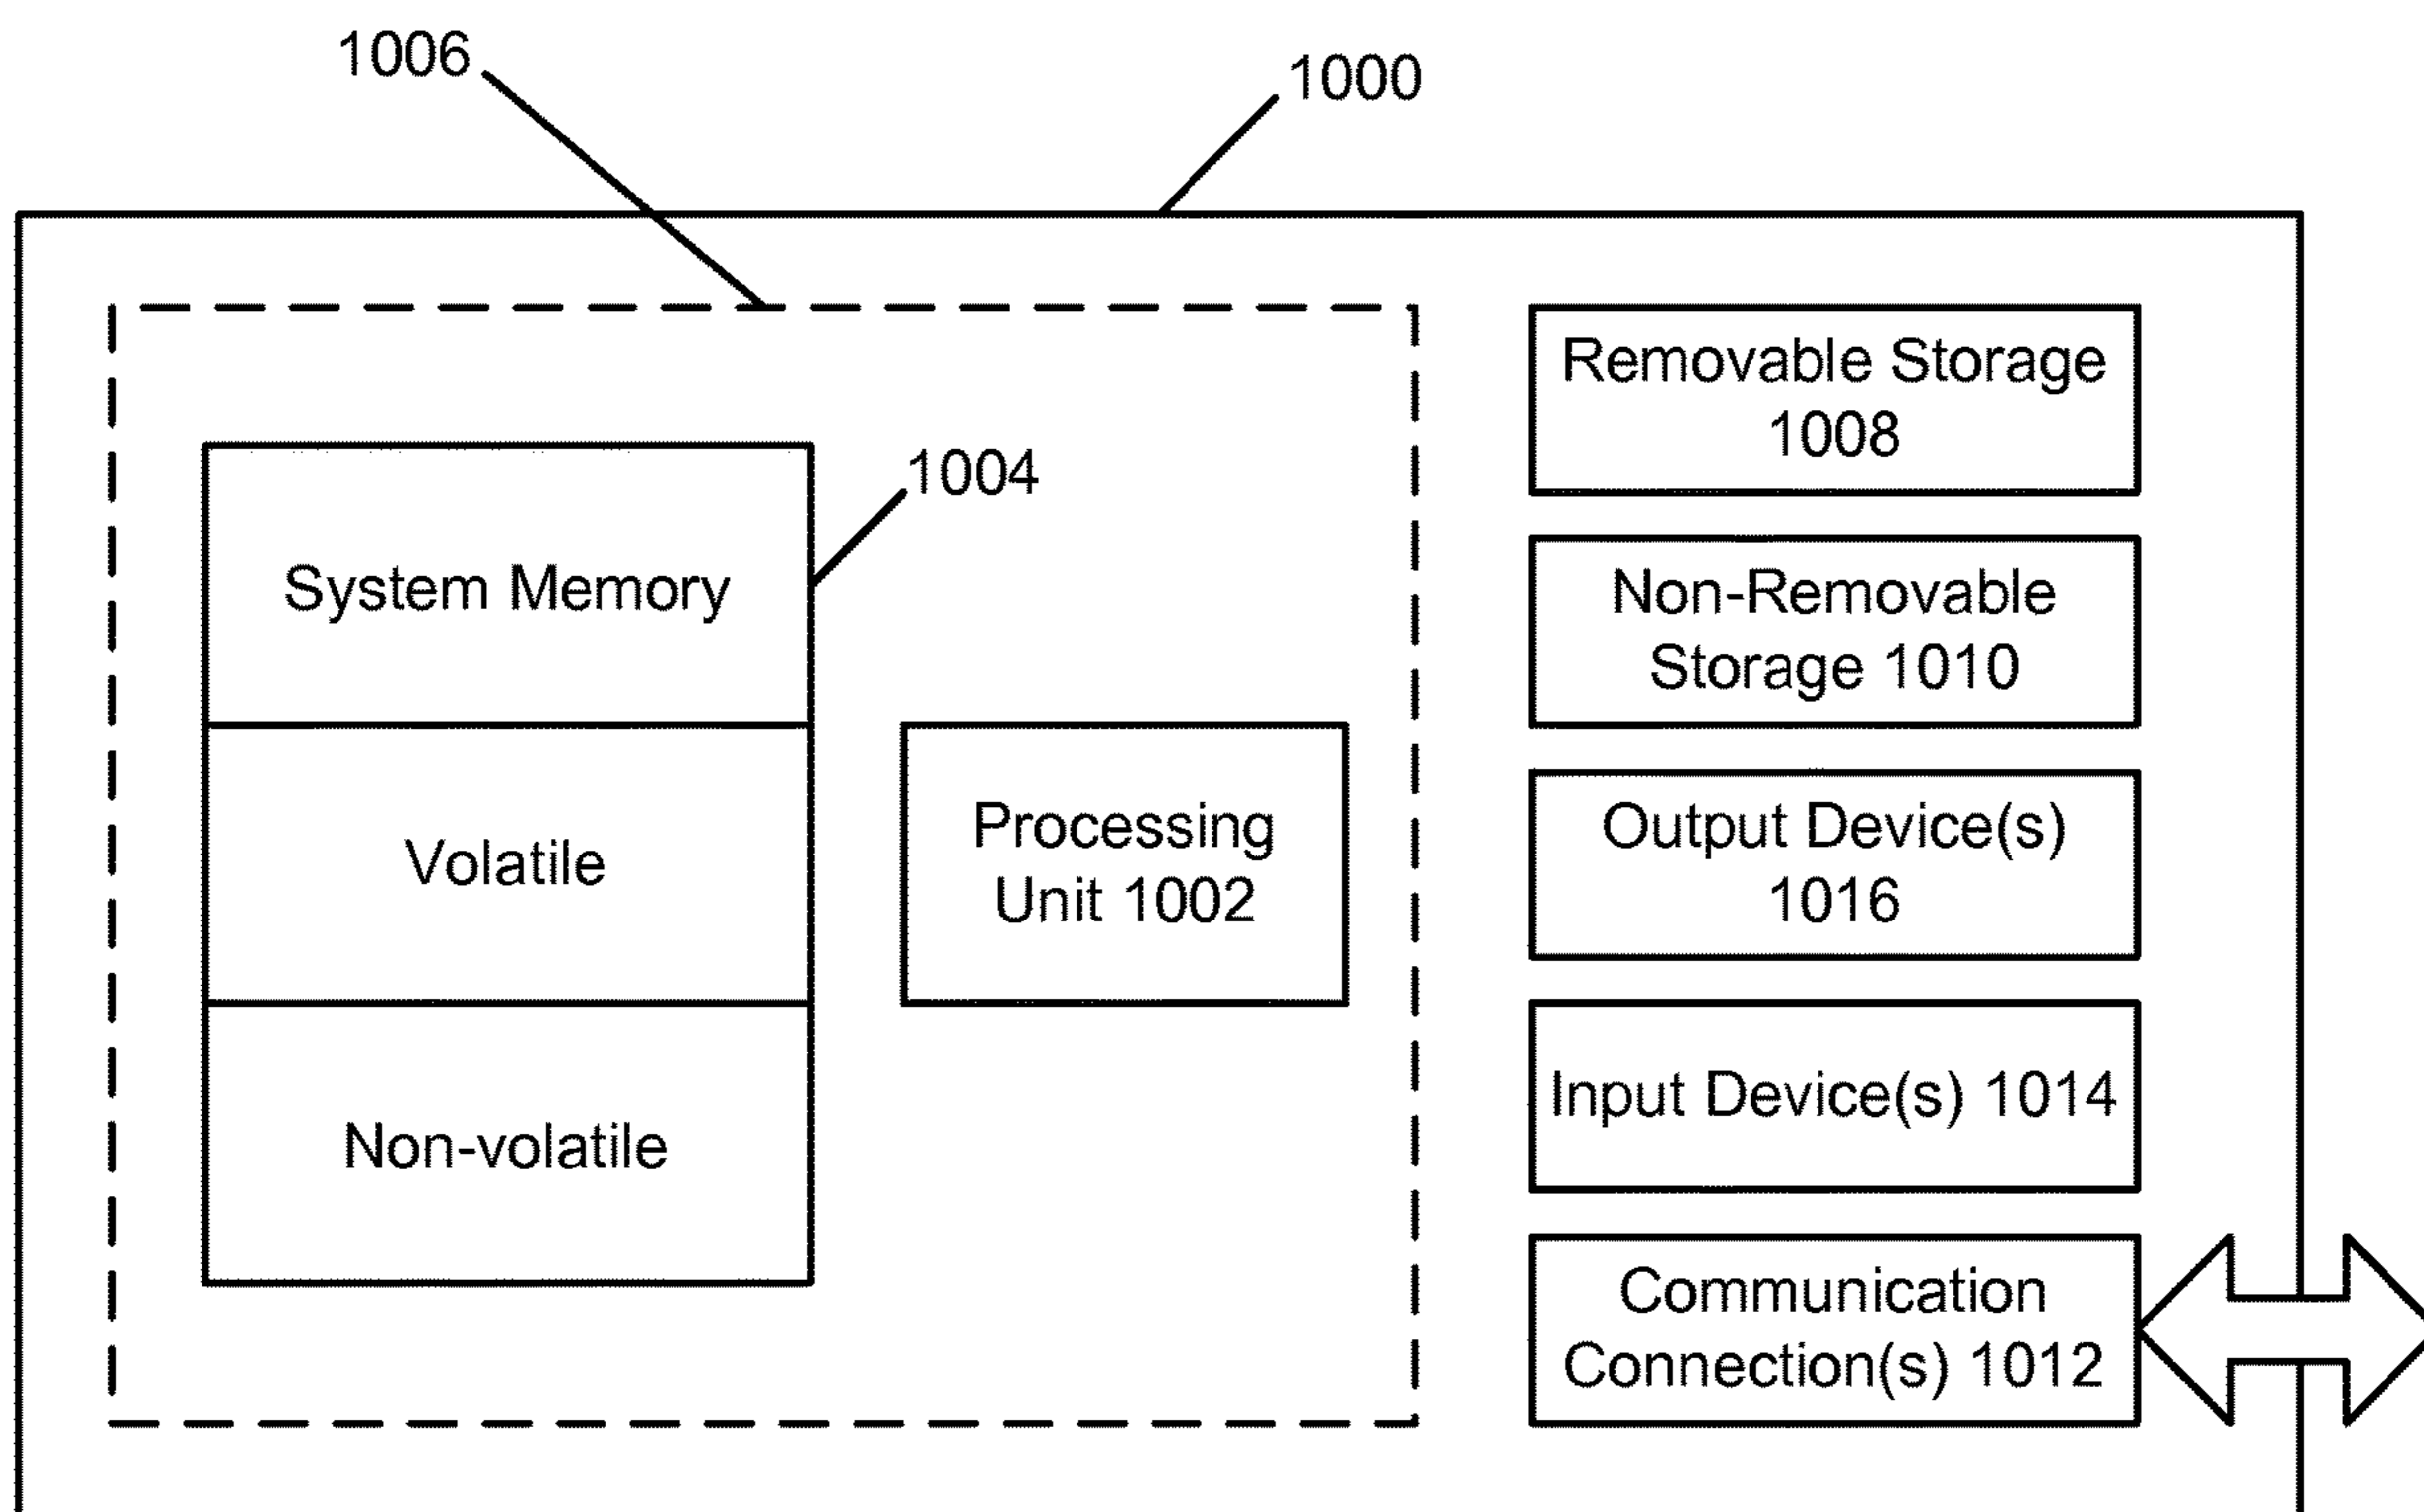 1006
1000
System Memory
1004
Volatile
Non-volatile
Processing
Unit 1002
Removable Storage
1008
Non-Removable
Storage 1010
Output Device(s)
1016
Input Device(s) 1014
Communication
Connection(s) 1012